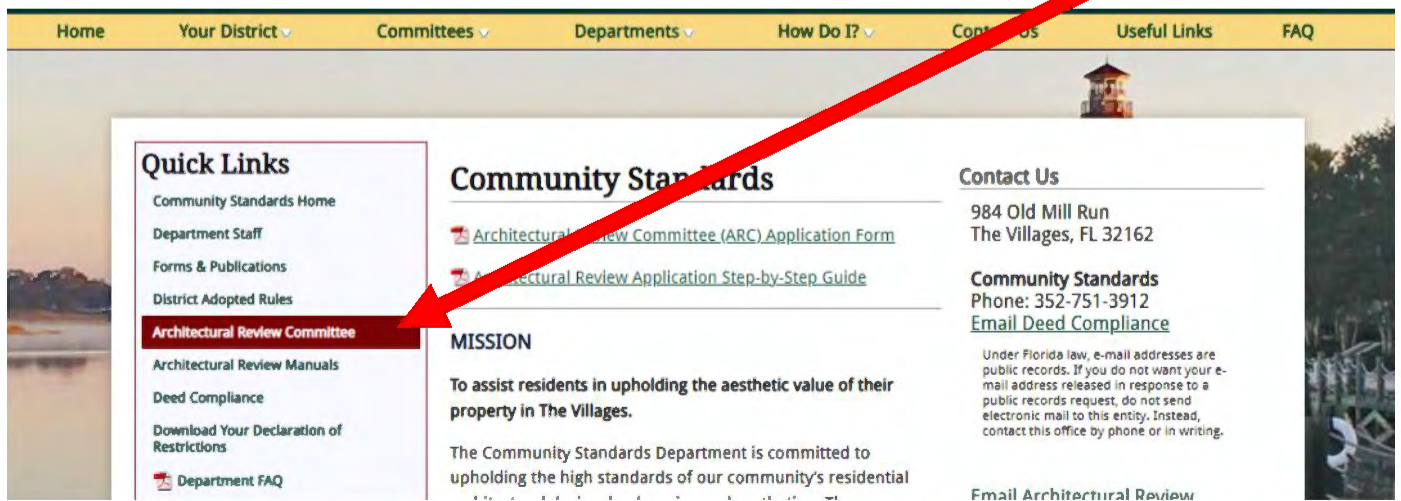 Home Your District Committees Departments How Do I? Us Useful Links FAQ
Quick Links
Community Standards Home
Department Staff
Forms & Publications
District Adopted Rules
Architectural Review Committee
Architectural Review Manuals
Deed Compliance
Download Your Declaration of
Restrictions
Department FAQ
Community Standards
Architectural Review Committee (ARC) Application Form
Architectural Review Application Step-by-Step Guide
MISSION
To assist residents in upholding the aesthetic value of their
property in The Villages.
The Community Standards Department is committed to
upholding the high standards of our community's residential
Contact Us
984 Old Mill Run
The Villages, FL 32162
Community Standards
Phone: 352-751-3912
Email Deed Compliance
Under Florida law, e-mail addresses are
public records. If you do not want your e-
mail address released in response to a
public records request, do not send
electronic mail to this entity. Instead,
contact this office by phone or in writing.
Email Architectural Review